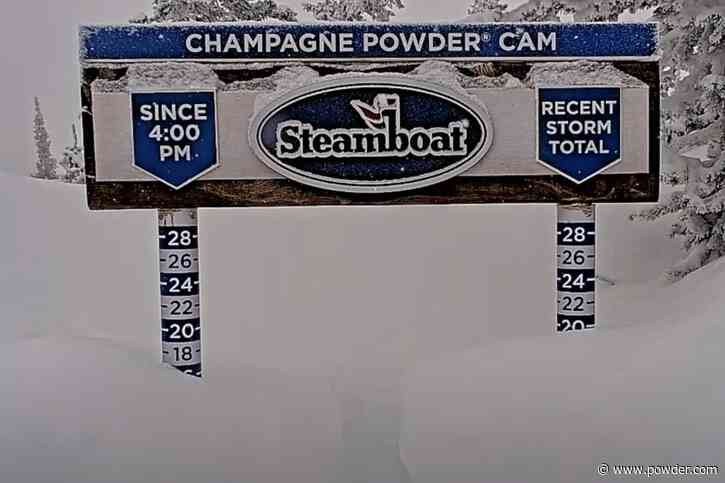 CHAMPAGNE POWDER® CAM
SINCE
4:00
PM
Steamboat®
RECENT
STORM
TOTAL
28
26
24
22
20
18
28
26
24
22
20
© www.powder.com